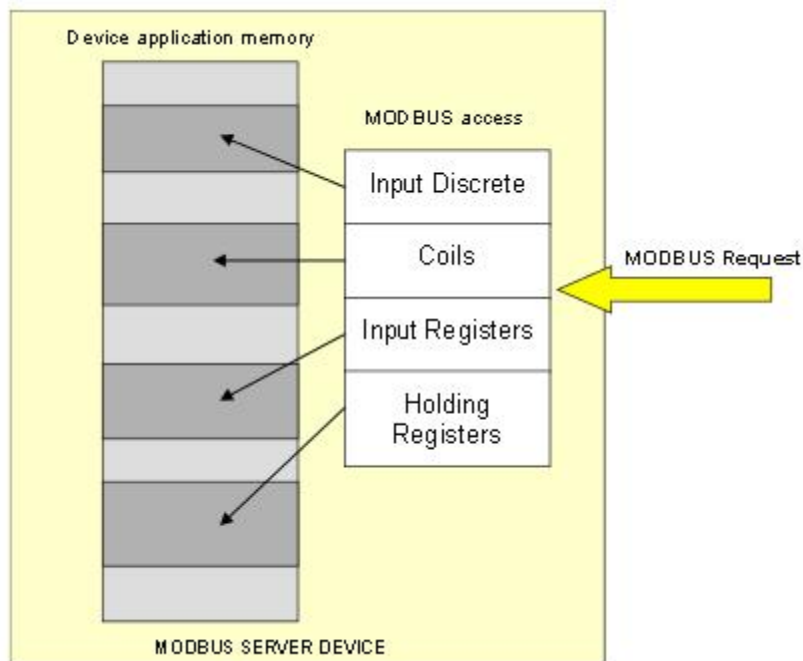 Device application memory
MODBUS access
Input Discrete
Coils
MODBUS Request
Input Registers
Holding
Registers
MODBUS SERVER DEVICE